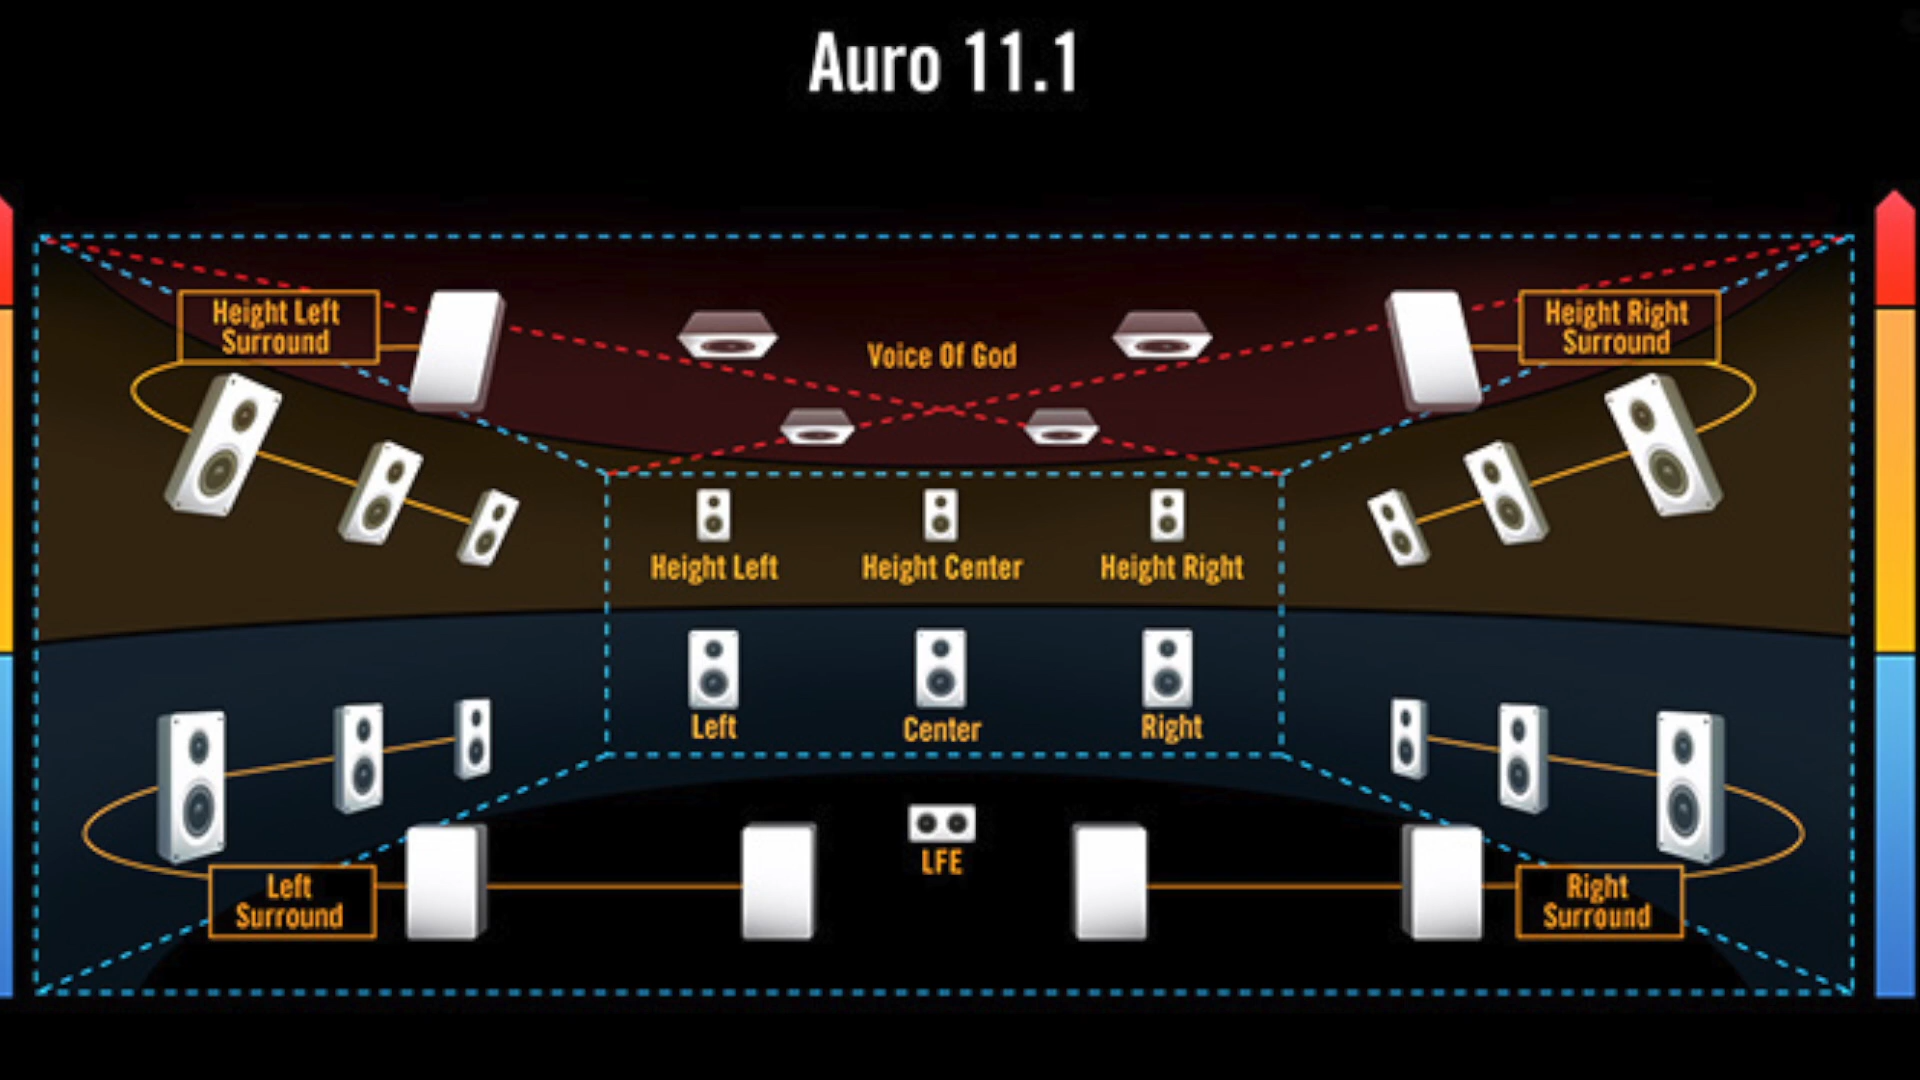 Auro 11.1
Height Left
Surround
Voice Of God
Height Right
Surround
Height Left
Height Center
Height Right
Left
Center
Right
LFE
Left
Surround
Right
Surround